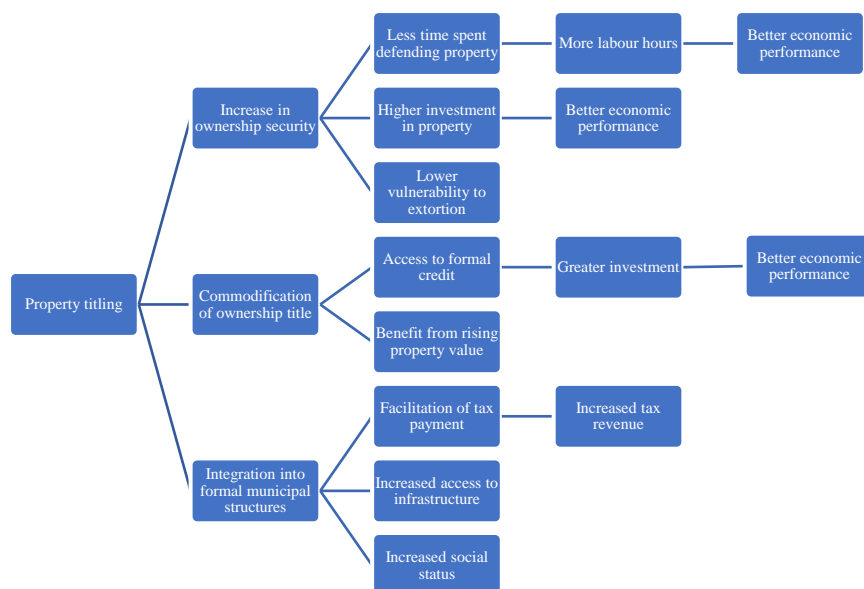 Less time spent
defending property
More labour hours
Better economic
performance
Increase in
ownership security
Higher investment
in property
Better economic
performance
Lower
vulnerability to
extortion
Property titling
Commodification
of ownership title
Access to formal
credit
Greater investment
Better economic
performance
Benefit from rising
property value
Integration into
formal municipal
structures
Facilitation of tax
payment
Increased tax
revenue
Increased access to
infrastructure
Increased social
status